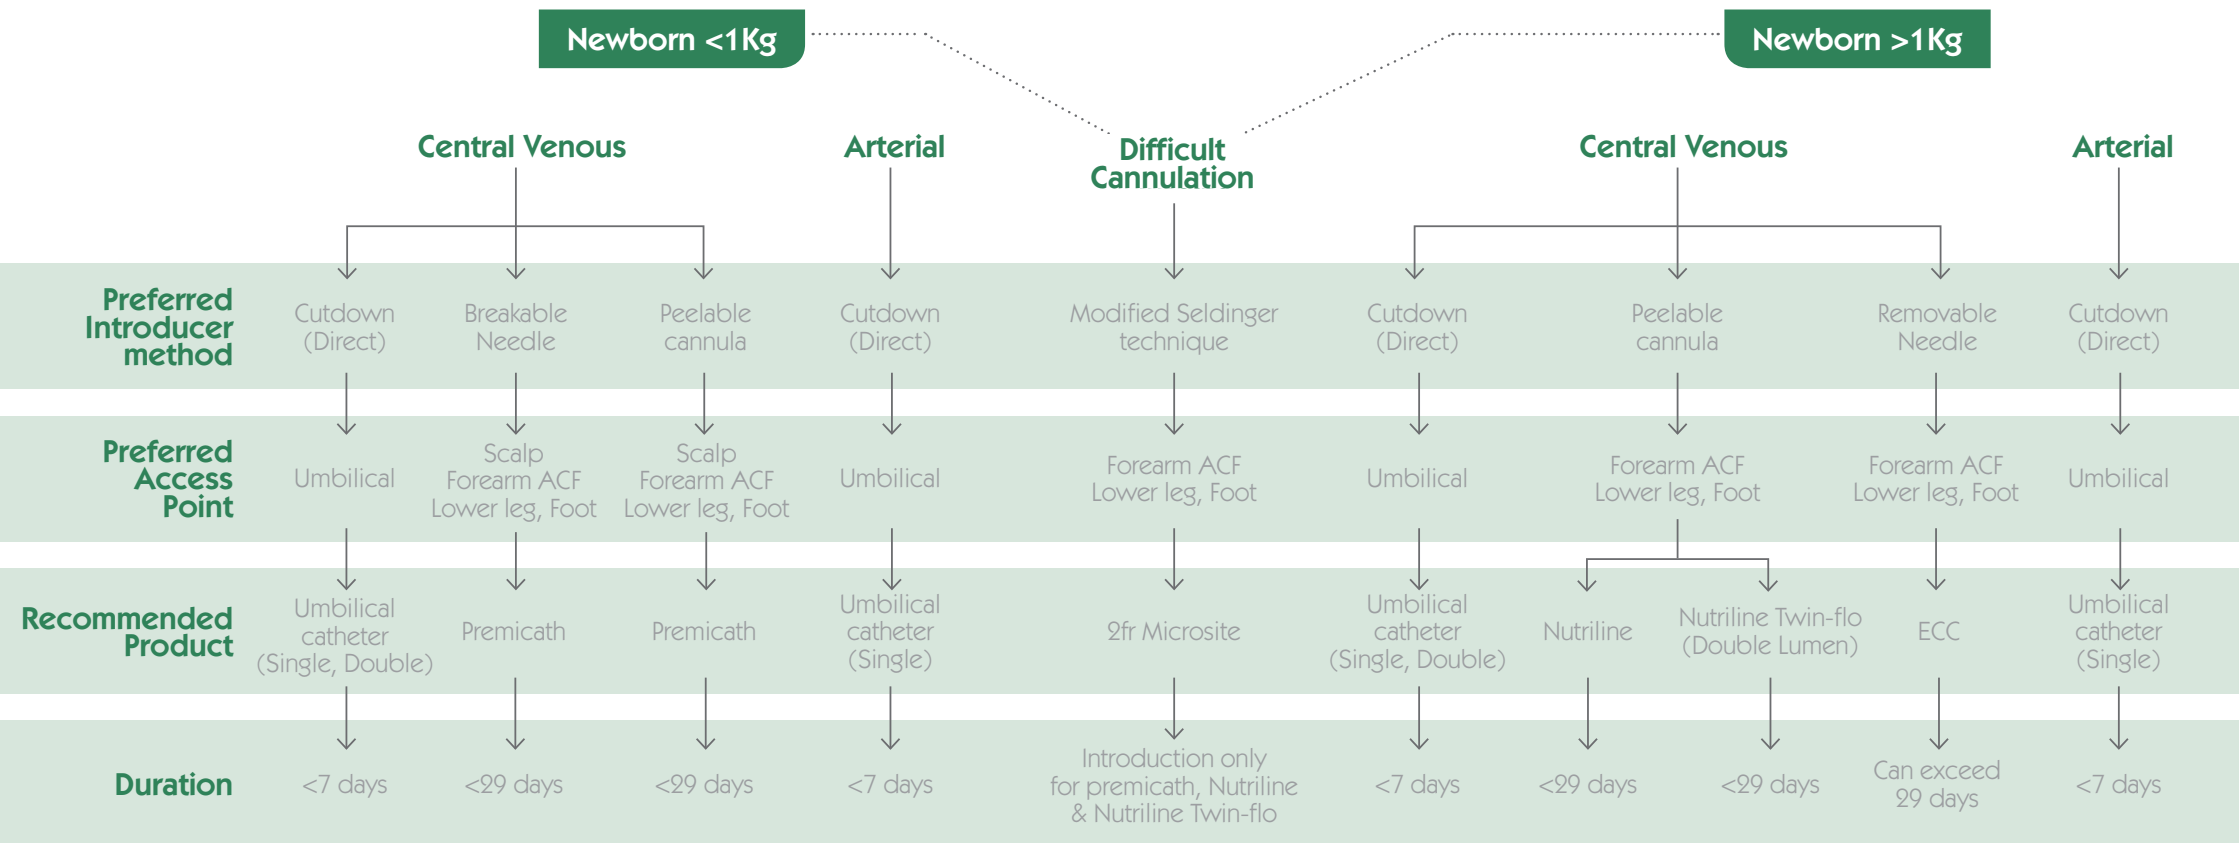 Newborn <1Kg
Newborn >1Kg
Central Venous
Arterial
Difficult
Cannulation
Central Venous
Arterial
Preferred
Introducer
method
Cutdown
(Direct)
Breakable
Needle
Peelable
cannula
Cutdown
(Direct)
Modified Seldinger
technique
Cutdown
(Direct)
Peelable
cannula
Removable
Needle
Cutdown
(Direct)
Preferred
Access
Point
Umbilical
Scalp
Forearm ACF
Lower leg, Foot
Scalp
Forearm ACF
Lower leg, Foot
Umbilical
Forearm ACF
Lower leg, Foot
Umbilical
Forearm ACF
Lower leg, Foot
Forearm ACF
Lower leg, Foot
Umbilical
Recommended
Product
Umbilical
catheter
(Single, Double)
Premicath
Premicath
Umbilical
catheter
(Single)
2fr Microsite
Umbilical
catheter
(Single, Double)
Nutriline
Nutriline Twin-flo
(Double Lumen)
ECC
Umbilical
catheter
(Single)
Duration
<7 days
<29 days
<29 days
<7 days
Introduction only
for premicath, Nutriline
& Nutriline Twin-flo
<7 days
<29 days
<29 days
Can exceed
29 days
<7 days